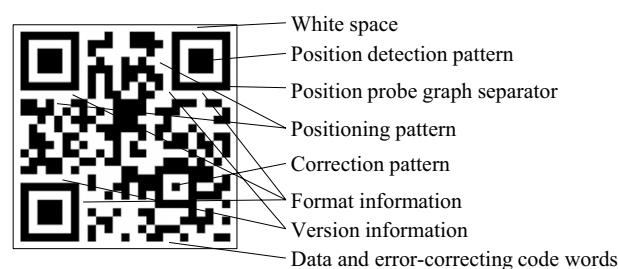 White space
Position detection pattern
Position probe graph separator
Positioning pattern
Correction pattern
Format information
Version information
Data and error-correcting code words